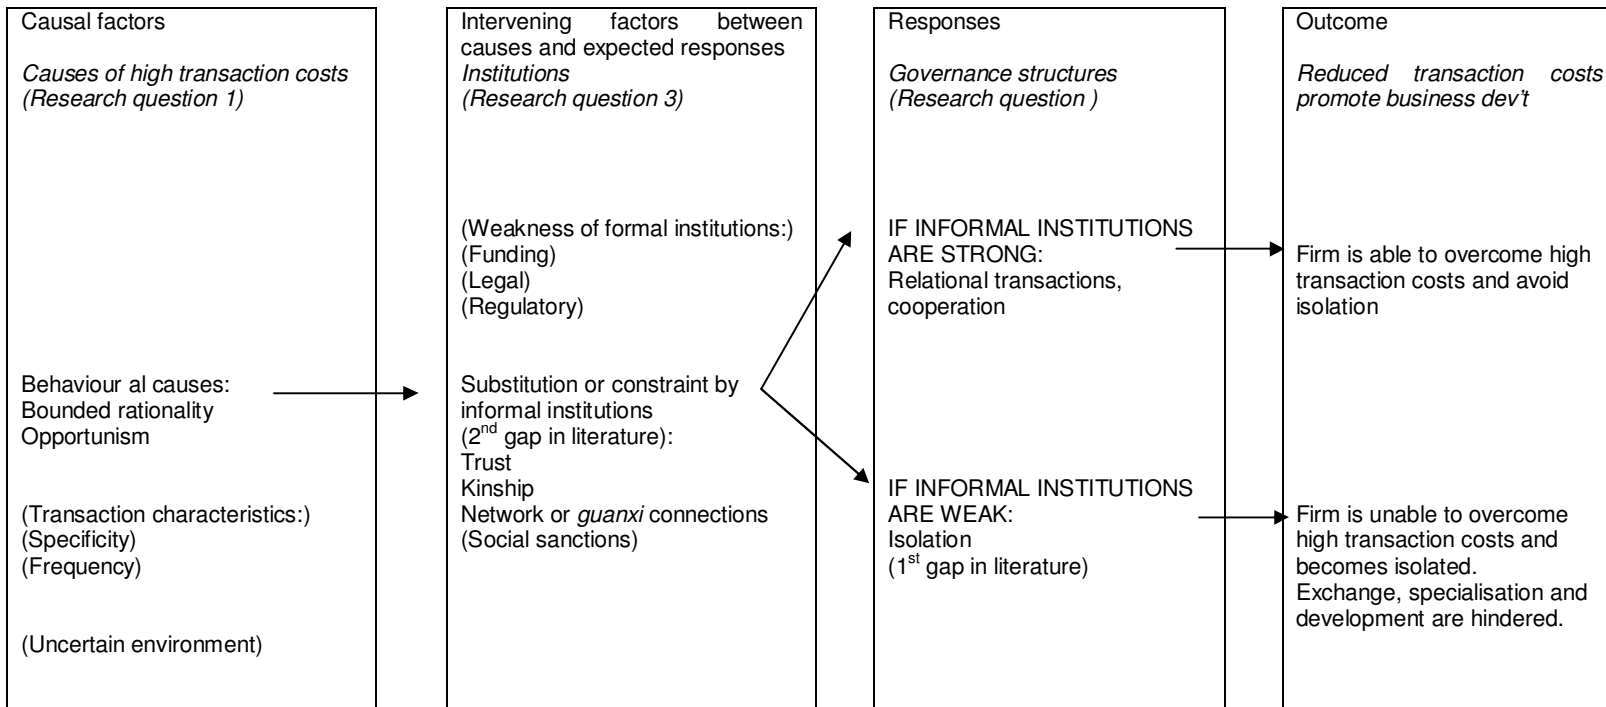 Causal factors
Causes of high transaction costs
(Research question 1)
Behaviour al causes:
Bounded rationality
Opportunism
(Transaction characteristics:)
(Specificity)
(Frequency)
(Uncertain environment)
Intervening factors between
causes and expected responses
Institutions
(Research question 3)
(Weakness of formal institutions:)
(Funding)
(Legal)
(Regulatory)
Substitution or constraint by
informal institutions
(2nd gap in literature):
Trust
Kinship
Network or guanxi connections
(Social sanctions)
Responses
Governance structures
(Research question )
IF INFORMAL INSTITUTIONS
ARE STRONG:
Relational transactions,
cooperation
IF INFORMAL INSTITUTIONS
ARE WEAK:
Isolation
(1st gap in literature)
Outcome
Reduced transaction costs
promote business dev't
Firm is able to overcome high
transaction costs and avoid
isolation
Firm is unable to overcome
high transaction costs and
becomes isolated.
Exchange, specialisation and
development are hindered.